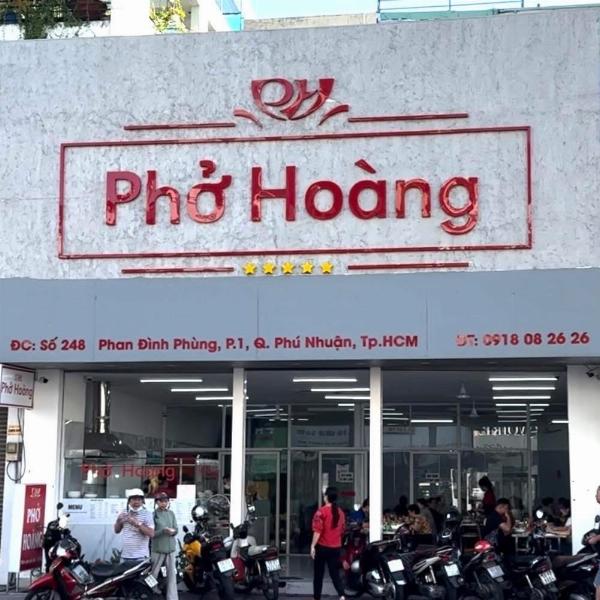 PH
Phở Hoàng
ĐC: Số 248 Phan Đình Phùng, P.1, Q. Phú Nhuận, Tp.HCM ĐT: 0918 08 26 26
Phở Hoàng
Phở Hoàng
MENU
PHỞ
HOÀNG